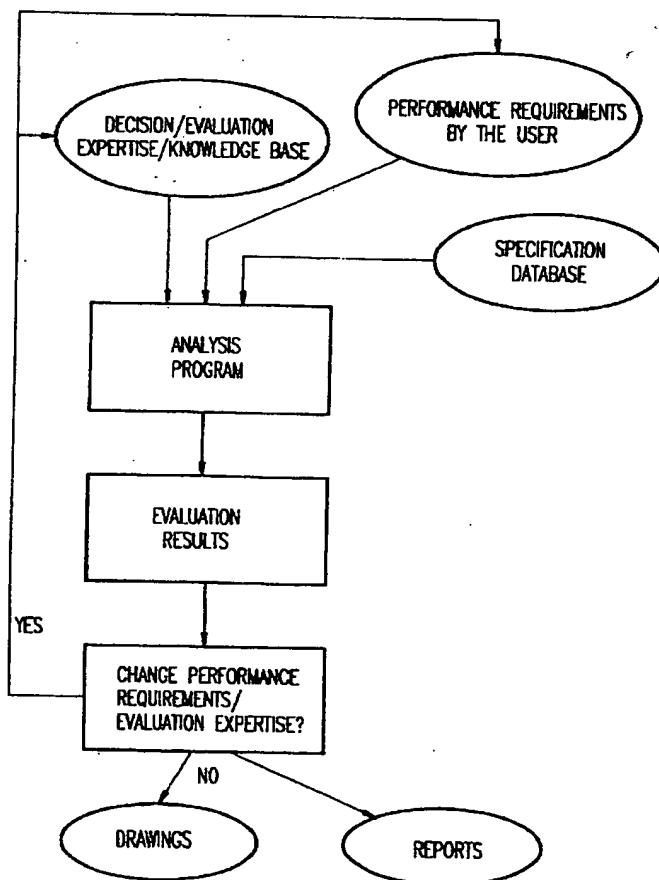 DECISION/EVALUATION
EXPERTISE/KNOWLEDGE BASE
PERFORMANCE REQUIREMENTS
BY THE USER
SPECIFICATION
DATABASE
ANALYSIS
PROGRAM
EVALUATION
RESULTS
YES
CHANGE PERFORMANCE
REQUIREMENTS/
EVALUATION EXPERTISE?
NO
DRAWINGS
REPORTS